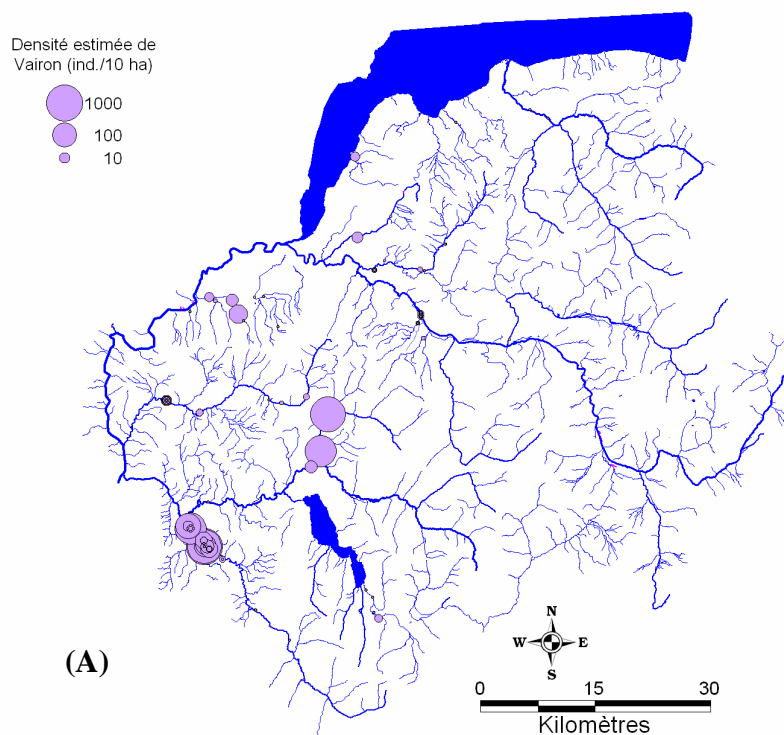 Densité estimée de
Vairon (ind./10 ha)
1000
100
10
(A)
N
W E
S
0 15 30
Kilomètres